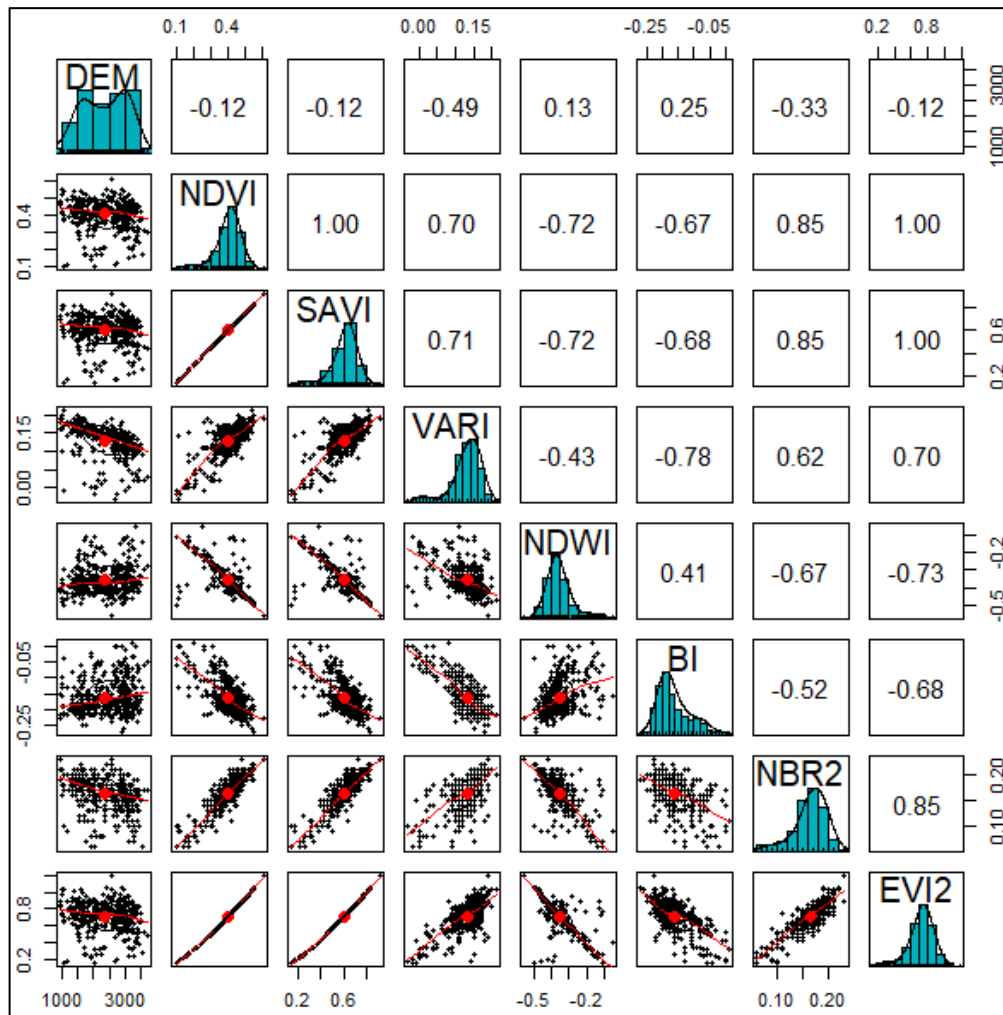 0.1 0.4 0.00 0.15 -0.25 -0.05 0.2 0.8
DEM -0.12 -0.12 -0.49 0.13 0.25 -0.33 -0.12 1000 3000
0.1 0.4 NDVI 1.00 0.70 -0.72 -0.67 0.85 1.00
SAVI 0.71 -0.72 -0.68 0.85 1.00 0.2 0.6
0.00 0.15 VARI -0.43 -0.78 0.62 0.70
NDWI 0.41 -0.67 -0.73 -0.5 -0.2
-0.25 -0.05 BI -0.52 -0.68
NBR2 0.85 0.10 0.20
0.2 0.8 EVI2
1000 3000 0.2 0.6 -0.5 -0.2 0.10 0.20